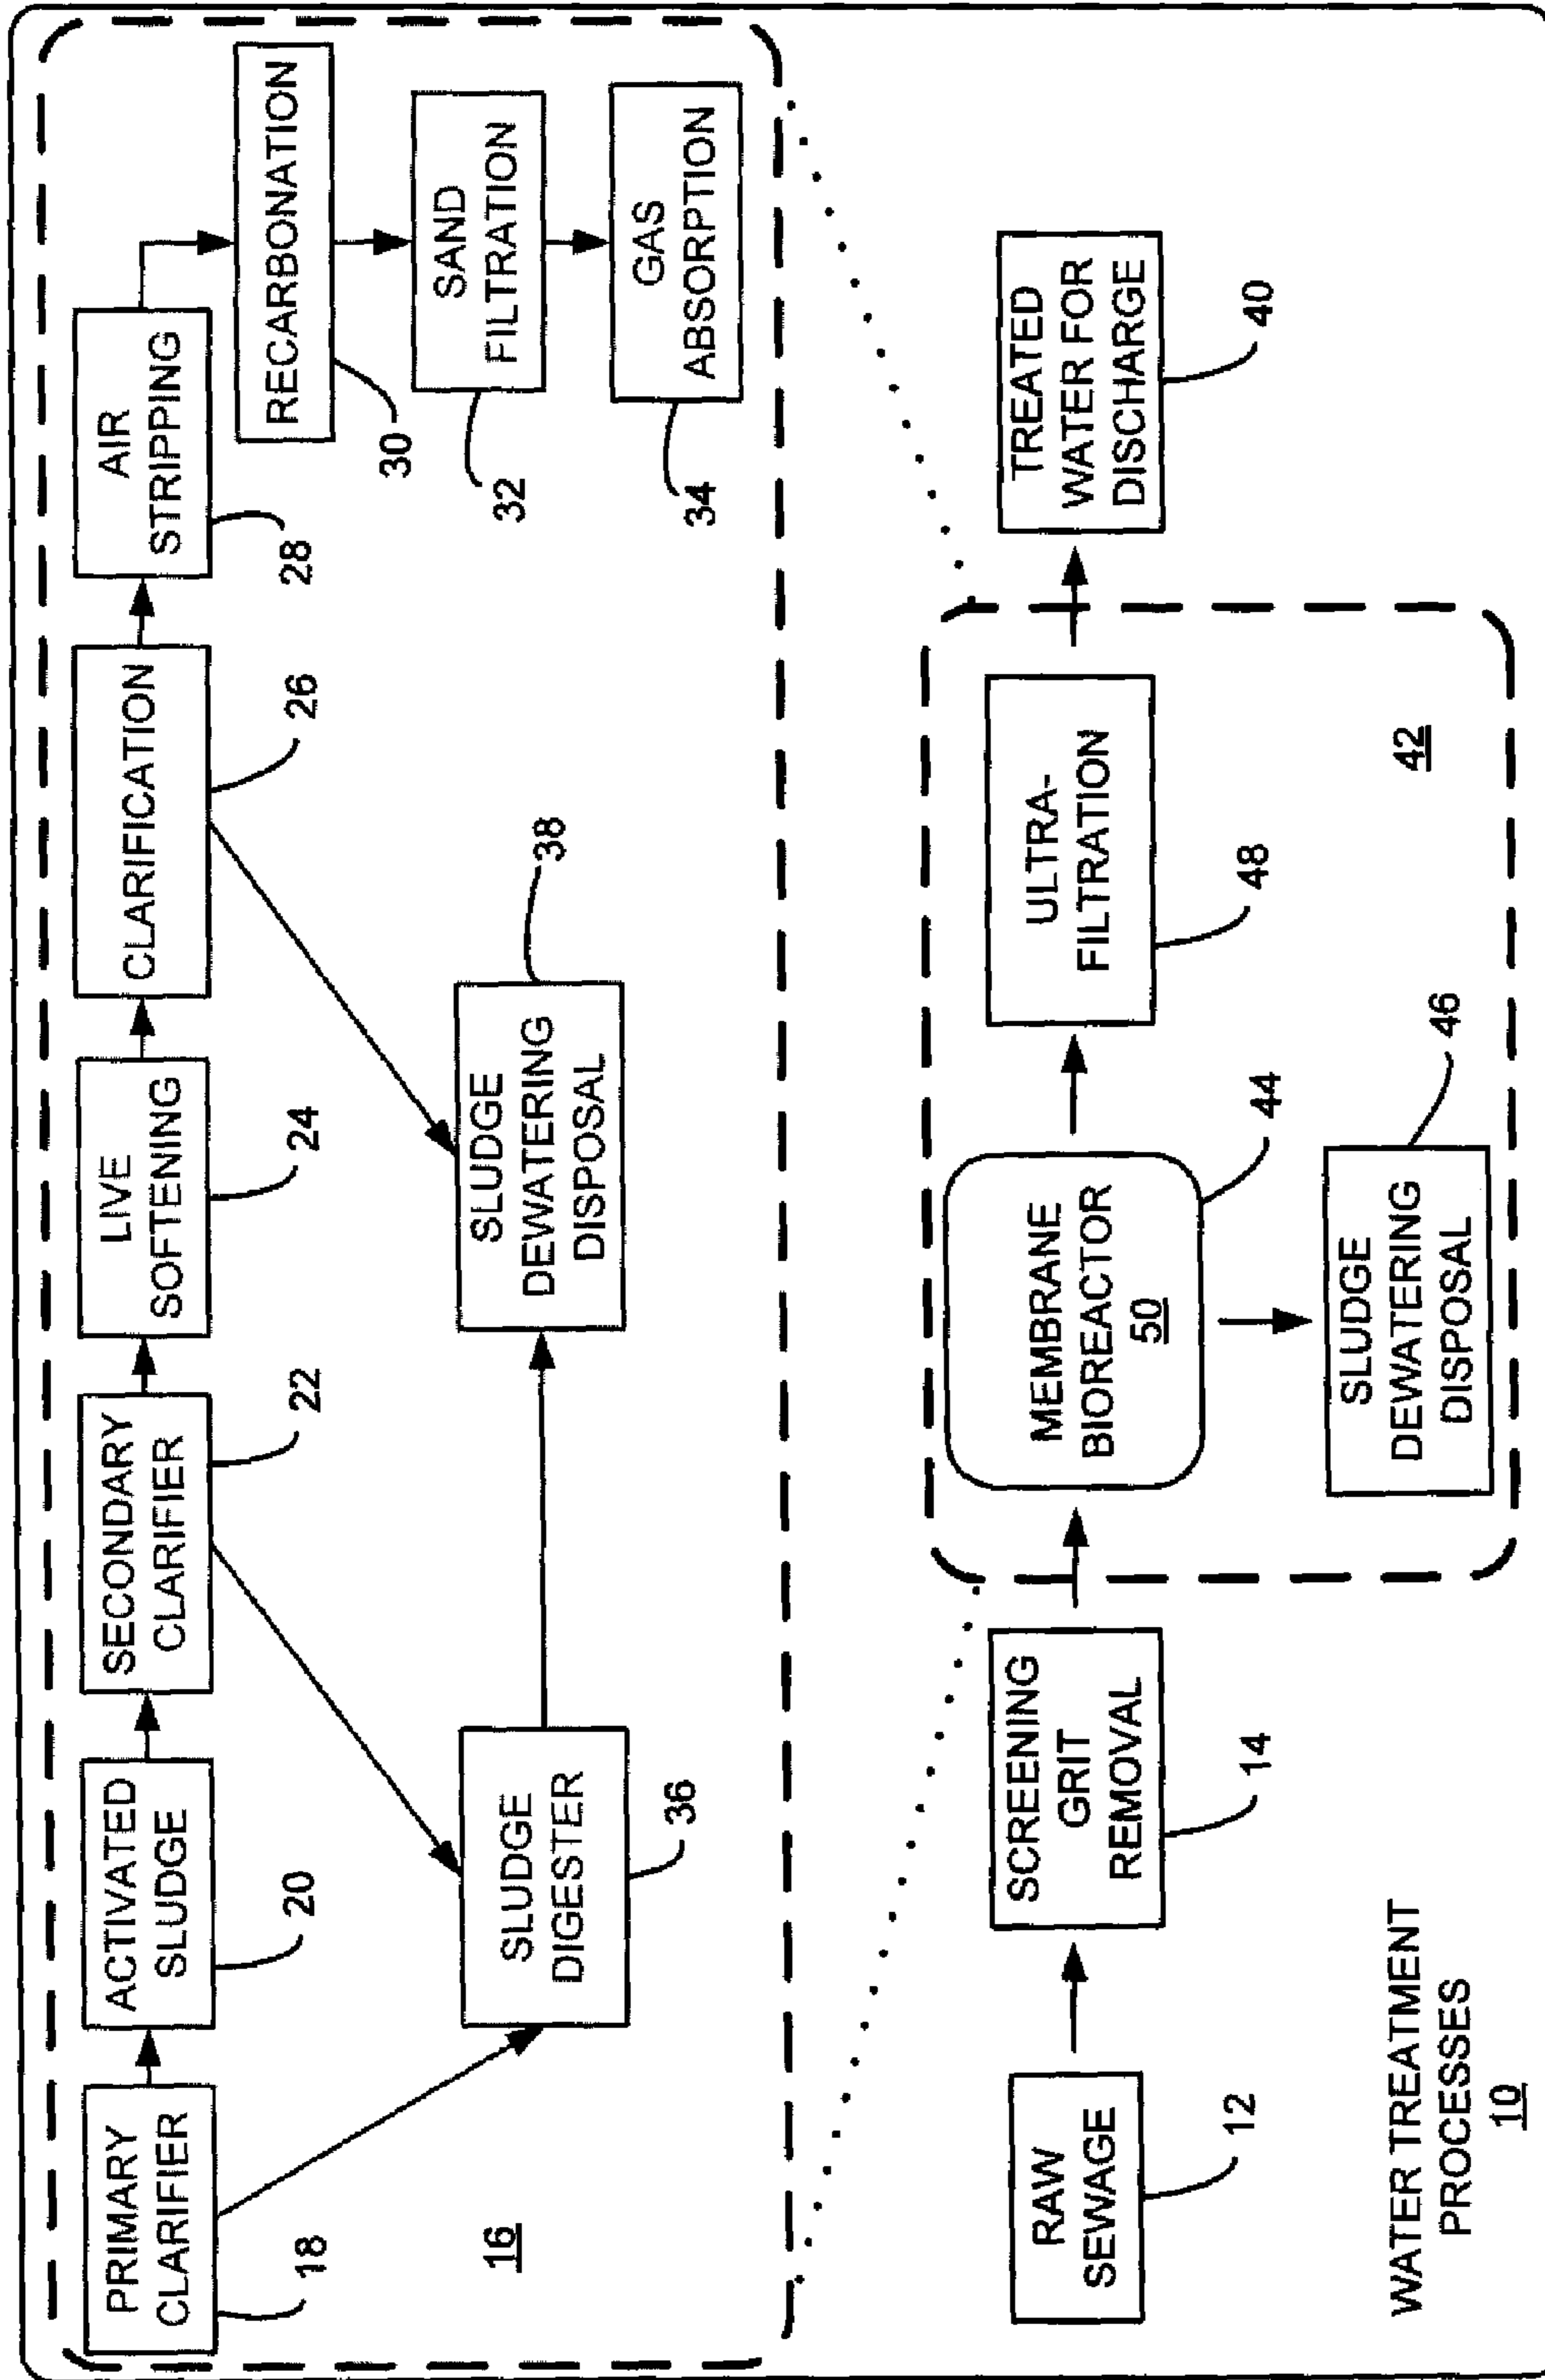 PRIMARY
CLARIFIER
18
ACTIVATED
SLUDGE
20
SECONDARY
CLARIFIER
22
LIVE
SOFTENING
24
CLARIFICATION
26
AIR
STRIPPING
28
RECARBONATION
30
SAND
FILTRATION
32
GAS
ABSORPTION
34
SLUDGE
DIGESTER
36
SLUDGE
DEWATERING
DISPOSAL
38
16
RAW
SEWAGE
12
SCREENING
GRIT
REMOVAL
14
MEMBRANE
BIOREACTOR
50
44
ULTRA-
FILTRATION
48
TREATED
WATER FOR
DISCHARGE
40
SLUDGE
DEWATERING
DISPOSAL
46
42
WATER TREATMENT
PROCESSES
10